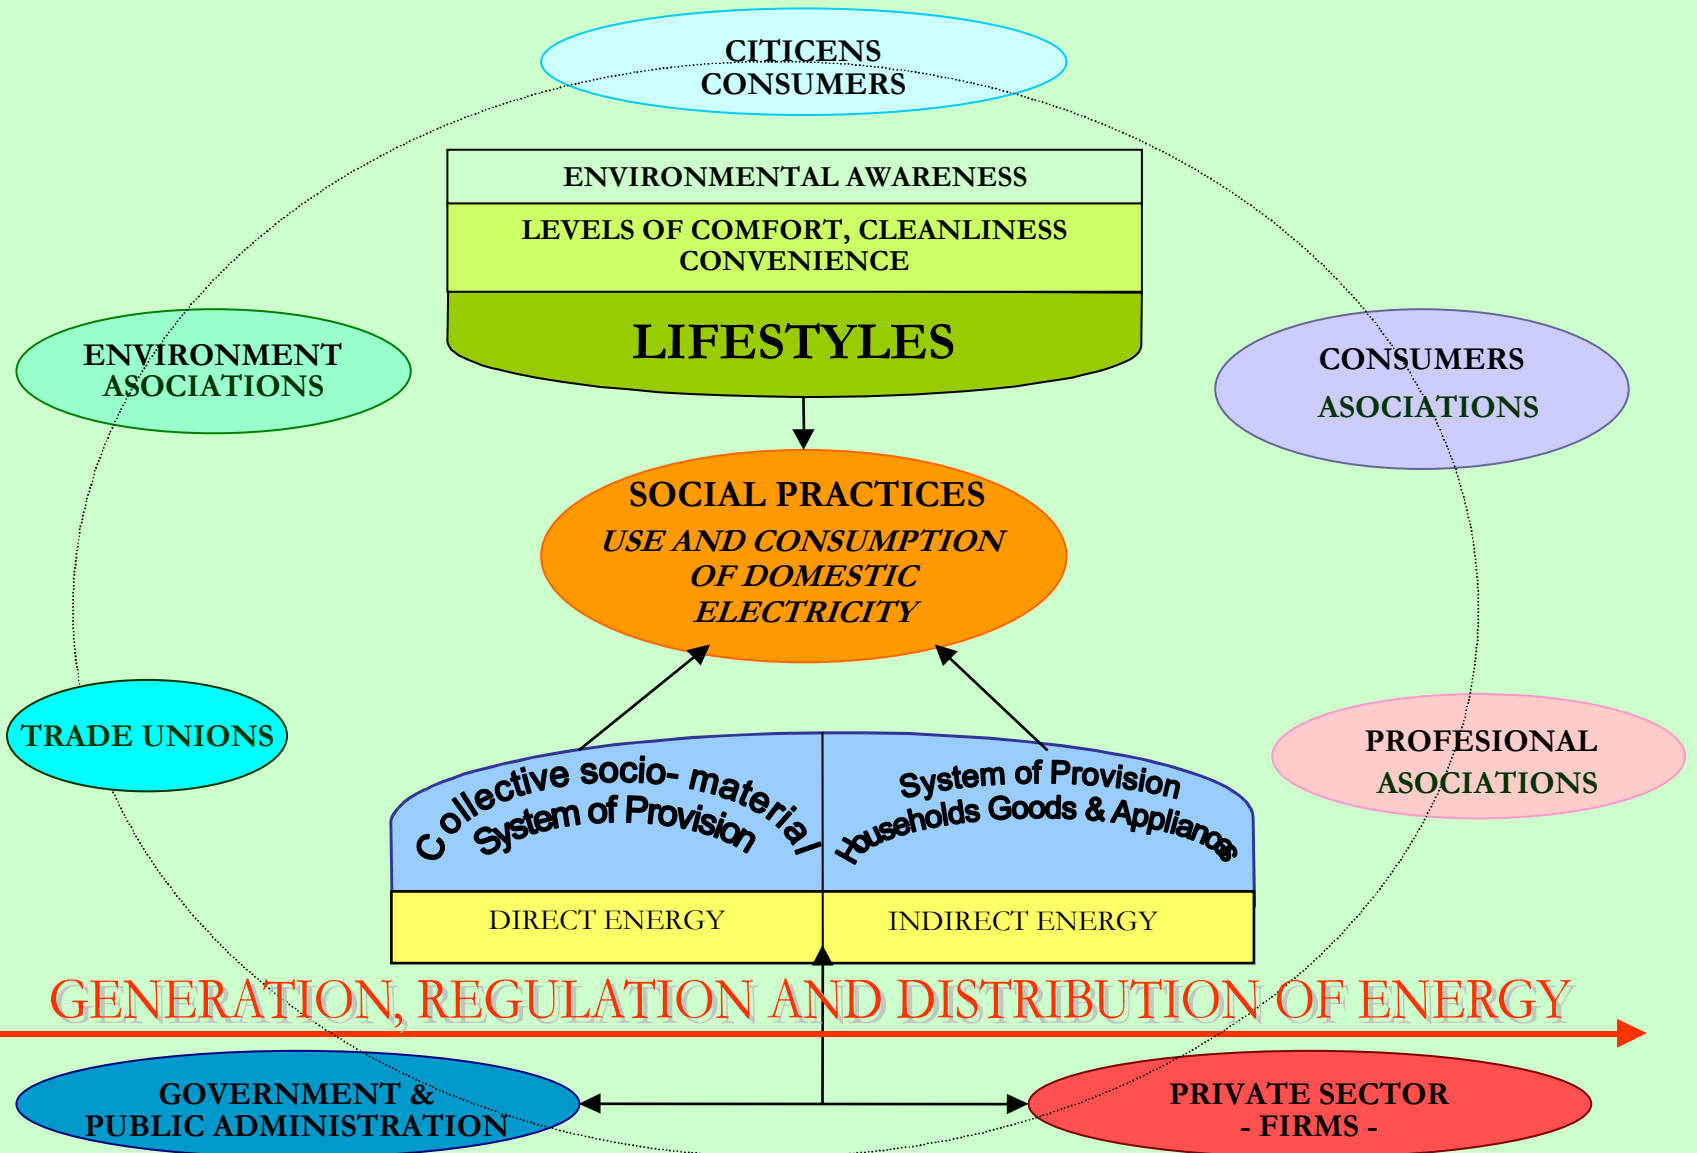 CITICENS
CONSUMERS
ENVIRONMENTAL AWARENESS
LEVELS OF COMFORT, CLEANLINESS
CONVENIENCE
LIFESTYLES
ENVIRONMENT
ASOCIATIONS
CONSUMERS
ASOCIATIONS
SOCIAL PRACTICES
USE AND CONSUMPTION
OF DOMESTIC
ELECTRICITY
TRADE UNIONS
PROFESIONAL
ASOCIATIONS
Collective socio- material
System of Provision
System of Provision
Households Goods & Appliances
DIRECT ENERGY
INDIRECT ENERGY
GENERATION, REGULATION AND DISTRIBUTION OF ENERGY
GOVERNMENT &
PUBLIC ADMINISTRATION
PRIVATE SECTOR
- FIRMS -